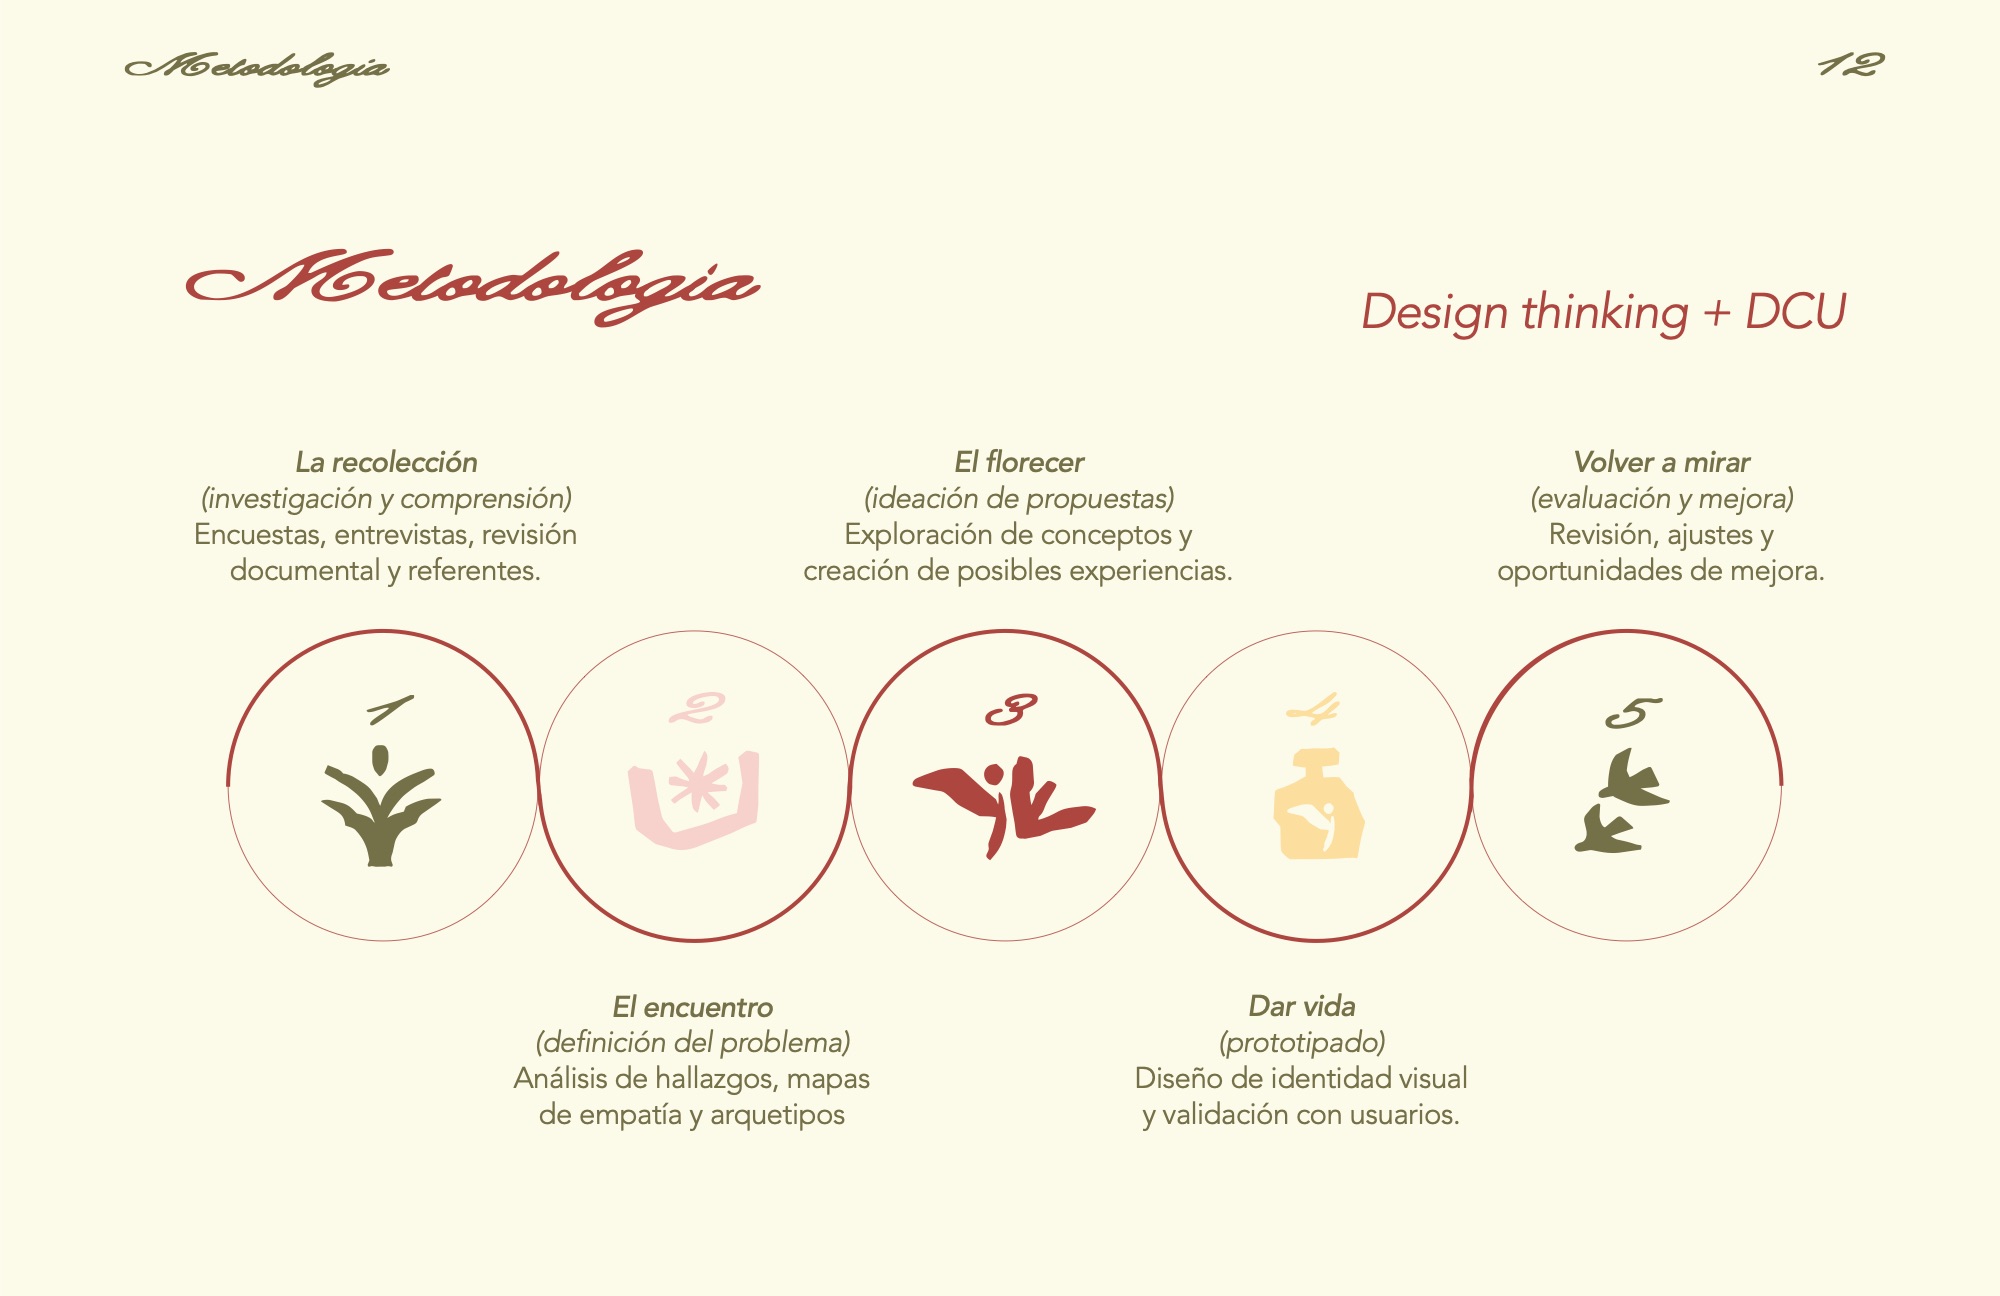 Metodología
12
Metodología
Design thinking + DCU
La recolección
(investigación y comprensión)
Encuestas, entrevistas, revisión
documental y referentes.
El florecer
(ideación de propuestas)
Exploración de conceptos y
creación de posibles experiencias.
Volver a mirar
(evaluación y mejora)
Revisión, ajustes y
oportunidades de mejora.
1
2
3
4
5
El encuentro
(definición del problema)
Análisis de hallazgos, mapas
de empatía y arquetipos
Dar vida
(prototipado)
Diseño de identidad visual
y validación con usuarios.